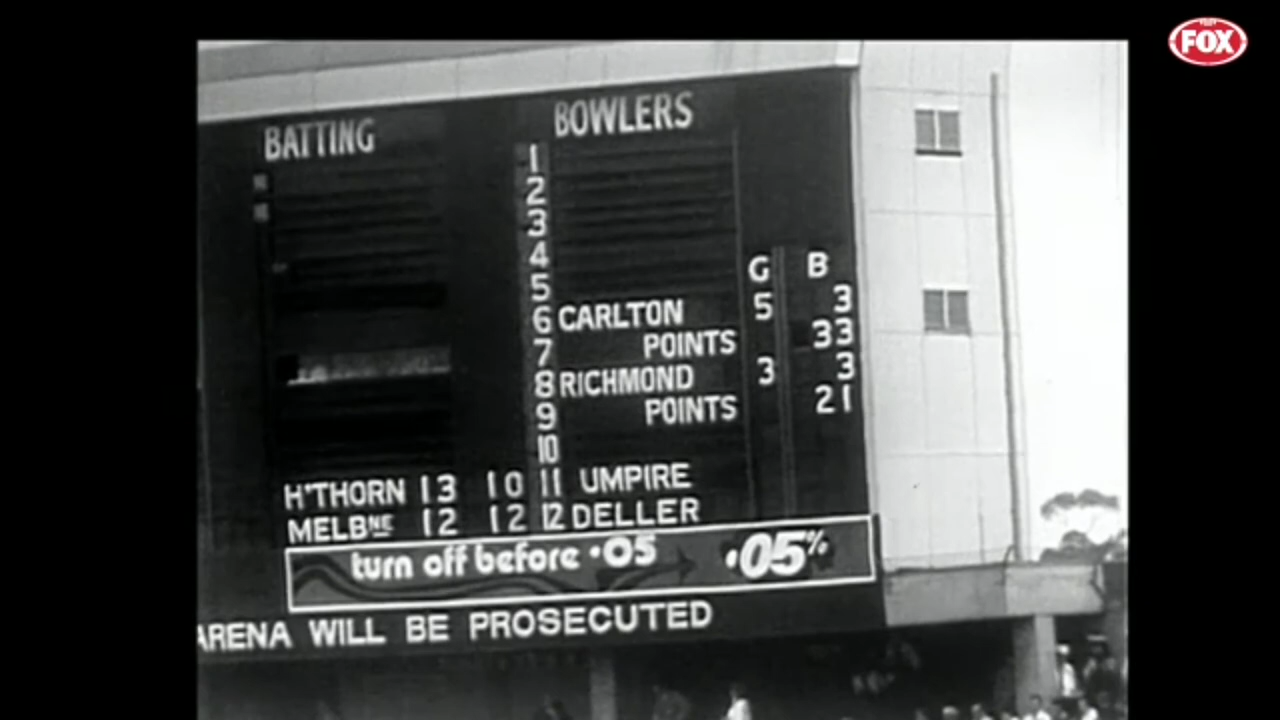 FOX
BATTING BOWLERS
1
2
3
4
G B
5
6 CARLTON 5 3
7 POINTS 33
8 RICHMOND 3 3
9 POINTS 21
10
H'THORN 13 10 11 UMPIRE
MELBNE 12 12 12 DELLER
turn off before .05 .05%
ARENA WILL BE PROSECUTED